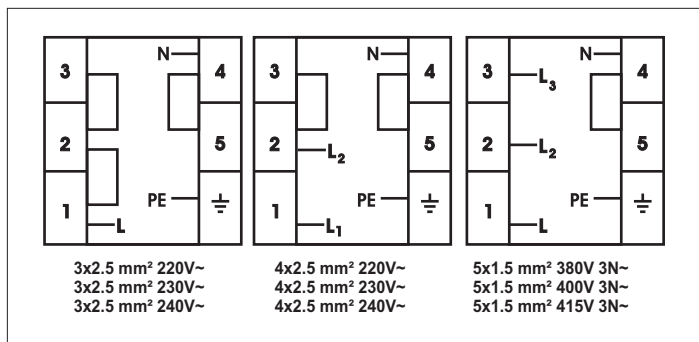 3 N 4
2 5
1 L PE
3 N 4
2 L2 5
1 L1 PE
3 L3 N 4
2 L2 5
1 L PE
3x2.5 mm² 220V~
3x2.5 mm² 230V~
3x2.5 mm² 240V~
4x2.5 mm² 220V~
4x2.5 mm² 230V~
4x2.5 mm² 240V~
5x1.5 mm² 380V 3N~
5x1.5 mm² 400V 3N~
5x1.5 mm² 415V 3N~